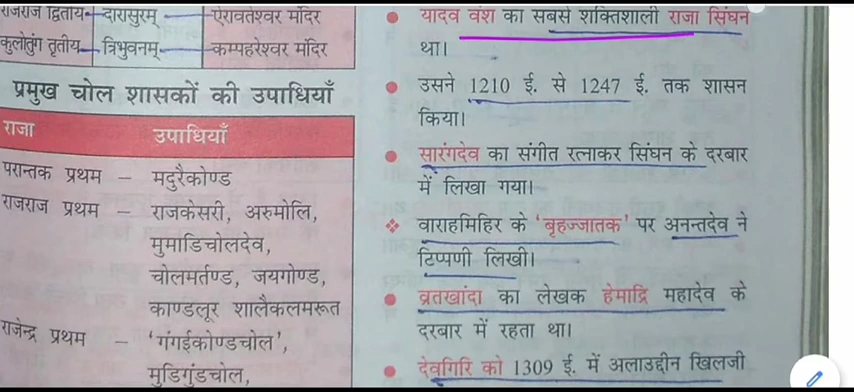 राजराज द्वितीय - दारासुरम् - ऐरावतेश्वर मंदिर
कुलोतुंग तृतीय - त्रिभुवनम् - कम्पहरेश्वर मंदिर
प्रमुख चोल शासकों की उपाधियाँ
राजा उपाधियाँ
परान्तक प्रथम – मदुरैकोण्ड
राजराज प्रथम – राजकेसरी, अरुमोलि,
मुमाडिचोलदेव,
चोलमर्तण्ड, जयगोण्ड,
काण्डलूर शालैकलमरूत
राजेन्द्र प्रथम – 'गंगईकोण्डचोल',
मुडिगुंडचोल,
• यादव वंश का सबसे शक्तिशाली राजा सिंघन
था।
• उसने 1210 ई. से 1247 ई. तक शासन
किया।
• सारंगदेव का संगीत रत्नाकर सिंघन के दरबार
में लिखा गया।
❖ वाराहमिहिर के 'बृहज्जातक' पर अनन्तदेव ने
टिप्पणी लिखी।
• व्रतखांदा का लेखक हेमाद्रि महादेव के
दरबार में रहता था।
• देवगिरि को 1309 ई. में अलाउद्दीन खिलजी